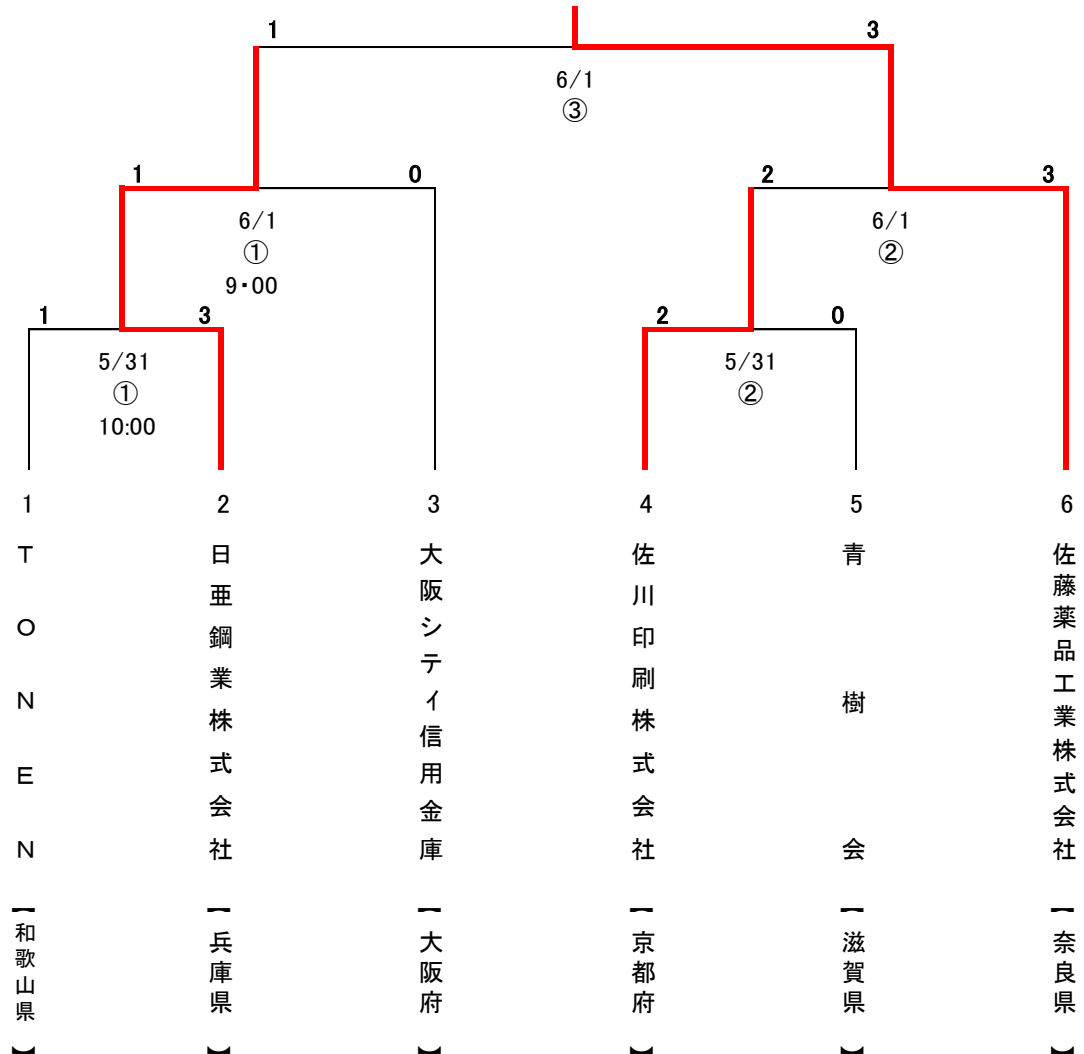 1 3
6/1
③
1 0 2 3
6/1 6/1
① ②
9・00
1 3 2 0
5/31 5/31
① ②
10:00
1 2 3 4 5 6
ＴＯＮＥＮ【和歌山県】
日亜鋼業株式会社【兵庫県】
大阪シティ信用金庫【大阪府】
佐川印刷株式会社【京都府】
青樹会【滋賀県】
佐藤薬品工業株式会社【奈良県】